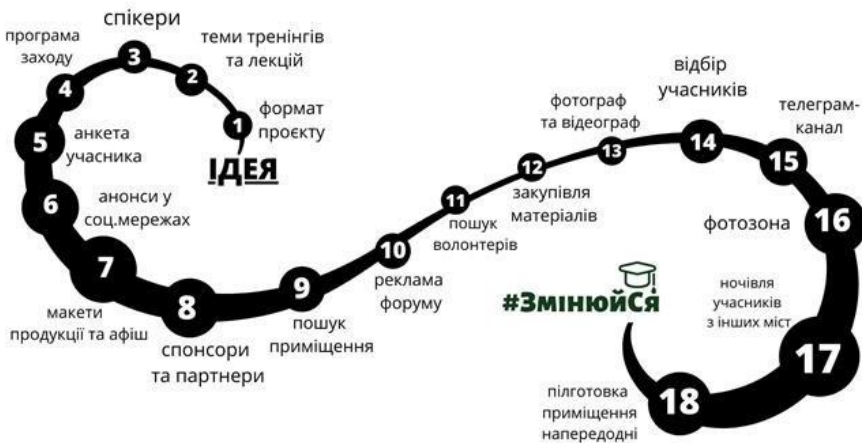 ІДЕЯ
1
формат
проєкту
2
теми тренінгів
та лекцій
3
спікери
4
програма
заходу
5
анкета
учасника
6
анонси у
соц.мережах
7
макети
продукції та афіш
8
спонсори
та партнери
9
пошук
приміщення
10
реклама
форуму
11
пошук
волонтерів
12
закупівля
матеріалів
13
фотограф
та відеограф
14
відбір
учасників
15
телеграм-
канал
16
фотозона
17
ночівля
учасників
з інших міст
18
пілготовка
приміщення
напередодні
#ЗмінюйСя